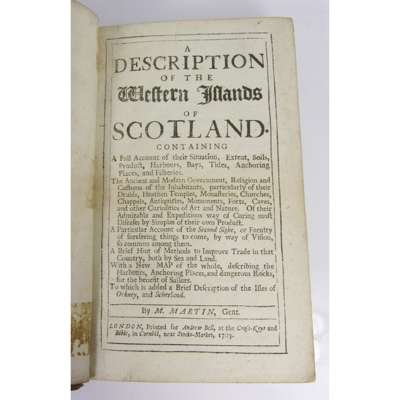 A
DESCRIPTION
OF THE
Western Islands
OF
SCOTLAND.
CONTAINING
A Full Account of their Situation, Extent, Soils,
Product, Harbours, Bays, Tides, Anchoring
Places, and Fisheries.
The Ancient and Modern Government, Religion and
Customs of the Inhabitants, particularly of their
Druids, Heathen Temples, Monasteries, Churches,
Chappels, Antiquities, Monuments, Forts, Caves,
and other Curiosities of Art and Nature. Of their
Admirable and Expeditious way of Curing most
Diseases by Simples of their own Product.
A Particular Account of the Second Sight, or Faculty
of foreseeing things to come, by way of Vision,
so common among them.
A Brief Hint of Methods to Improve Trade in that
Country, both by Sea and Land.
With a New MAP of the whole, describing the
Harbours, Anchoring Places, and dangerous Rocks,
for the benefit of Sailors.
To which is added a Brief Description of the Isles of
Orkney, and Schetland.
By M. MARTIN, Gent.
LONDON, Printed for Andrew Bell, at the Cross-Keys and
Bible, in Cornhil, near Stocks-Market, 1703.